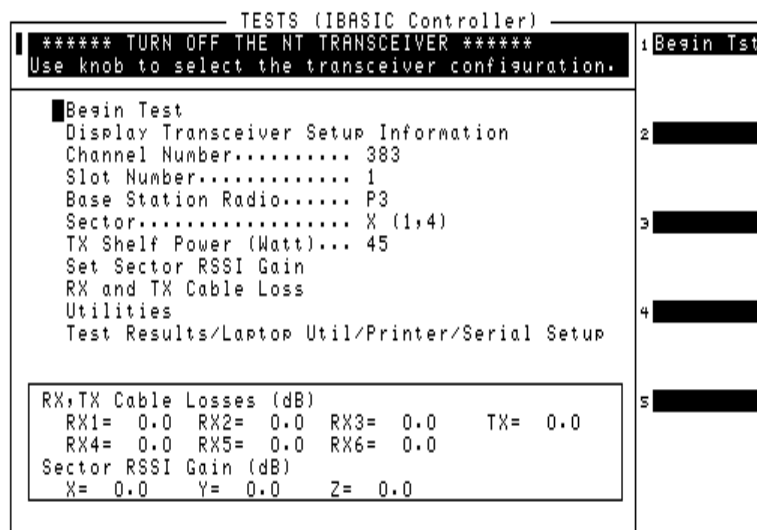 TESTS (IBASIC Controller)
****** TURN OFF THE NT TRANSCEIVER ******
Use knob to select the transceiver configuration.
1 Begin Tst
Begin Test
Display Transceiver Setup Information
2
Channel Number.......... 383
Slot Number............. 1
Base Station Radio...... P3
Sector.................. X (1,4)
3
TX Shelf Power (Watt)... 45
Set Sector RSSI Gain
RX and TX Cable Loss
Utilities
4
Test Results/Laptop Util/Printer/Serial Setup
RX,TX Cable Losses (dB)
5
RX1= 0.0 RX2= 0.0 RX3= 0.0 TX= 0.0
RX4= 0.0 RX5= 0.0 RX6= 0.0
Sector RSSI Gain (dB)
X= 0.0 Y= 0.0 Z= 0.0